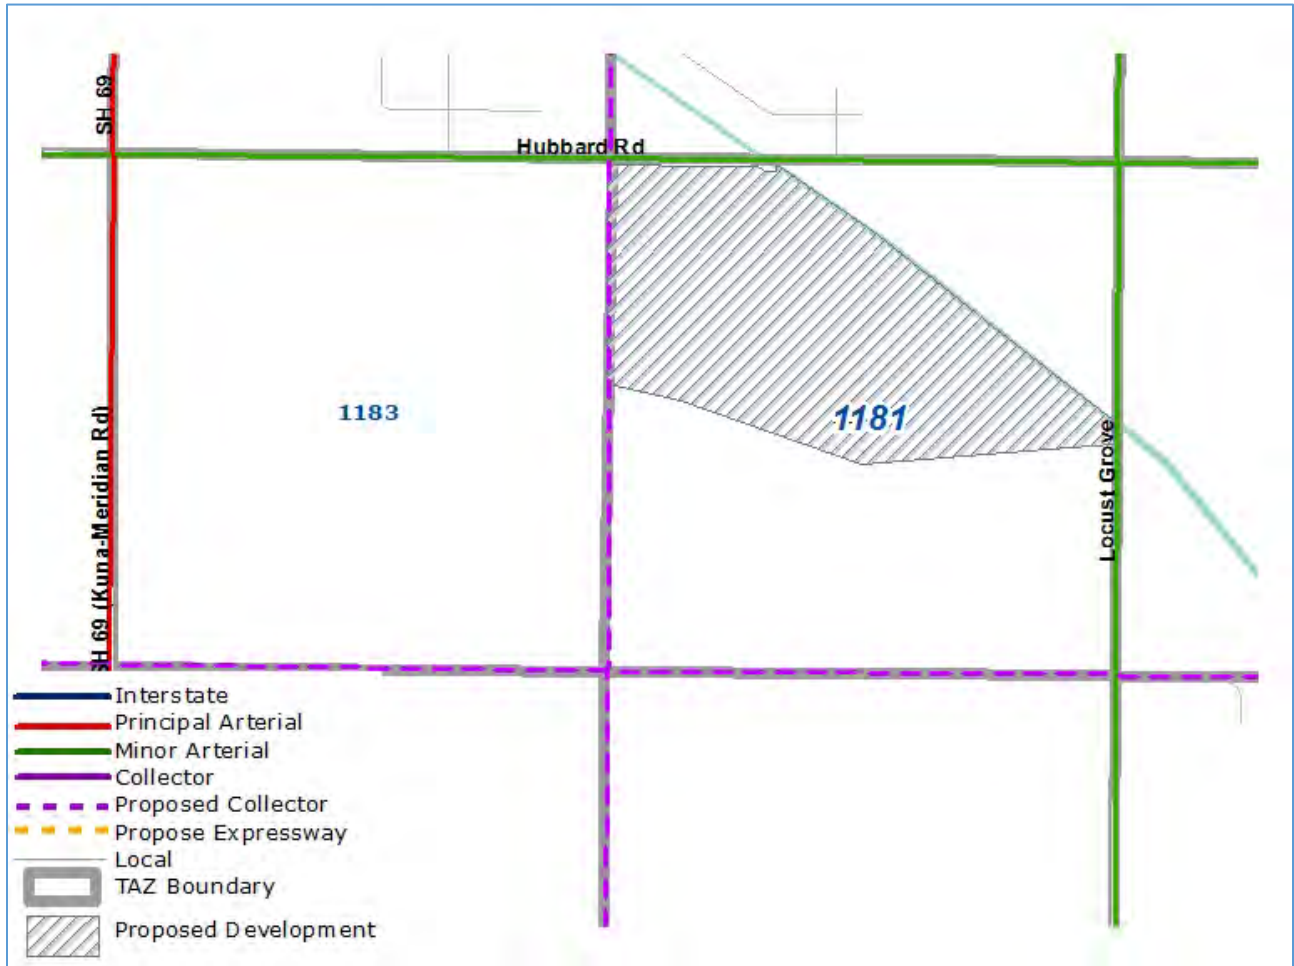 SH 69
Hubbard Rd
1183
1181
SH 69 (Kuna-Meridian Rd)
Locust Grove
Interstate
Principal Arterial
Minor Arterial
Collector
Proposed Collector
Propose Expressway
Local
TAZ Boundary
Proposed Development